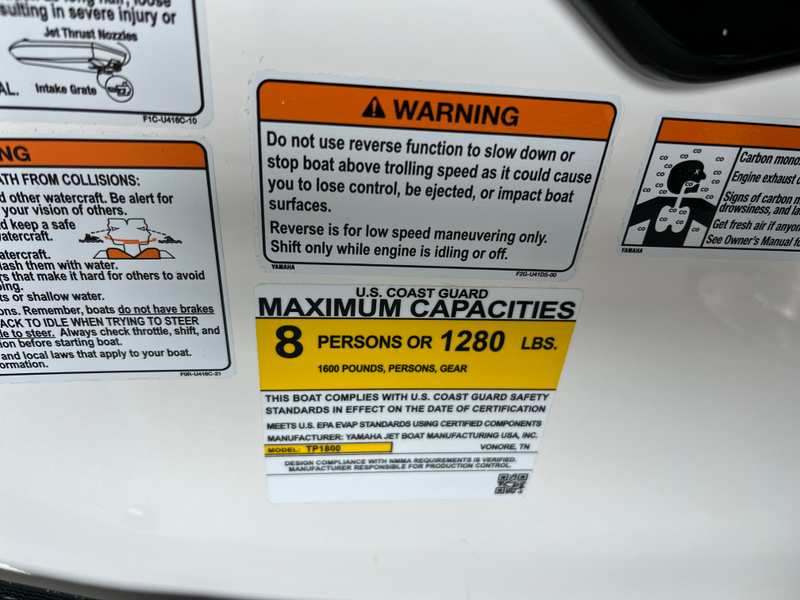 sulting in severe injury or
Jet Thrust Nozzles
AL.
Intake Grate
F1C-U416C-10
NG
ATH FROM COLLISIONS:
d other watercraft. Be alert for
your vision of others.
d keep a safe
watercraft.
watercraft.
lash them with water.
rs that make it hard for others to avoid
ping.
ts or shallow water.
ons. Remember, boats do not have brakes
ACK TO IDLE WHEN TRYING TO STEER
le to steer. Always check throttle, shift, and
ion before starting boat.
and local laws that apply to your boat.
ormation.
F0R-U416C-21
WARNING
Do not use reverse function to slow down or
stop boat above trolling speed as it could cause
you to lose control, be ejected, or impact boat
surfaces.
Reverse is for low speed maneuvering only.
Shift only while engine is idling or off.
YAMAHA
F2G-U41D5-00
Carbon mono
Engine exhaust
Signs of carbon m
drowsiness, and la
Get fresh air if anyon
See Owner's Manual f
YAMAHA
U.S. COAST GUARD
MAXIMUM CAPACITIES
8 PERSONS OR 1280 LBS.
1600 POUNDS, PERSONS, GEAR
THIS BOAT COMPLIES WITH U.S. COAST GUARD SAFETY
STANDARDS IN EFFECT ON THE DATE OF CERTIFICATION
MEETS U.S. EPA EVAP STANDARDS USING CERTIFIED COMPONENTS
MANUFACTURER: YAMAHA JET BOAT MANUFACTURING USA, INC.
MODEL: TP1800
VONORE, TN
DESIGN COMPLIANCE WITH NMMA REQUIREMENTS IS VERIFIED.
MANUFACTURER RESPONSIBLE FOR PRODUCTION CONTROL.